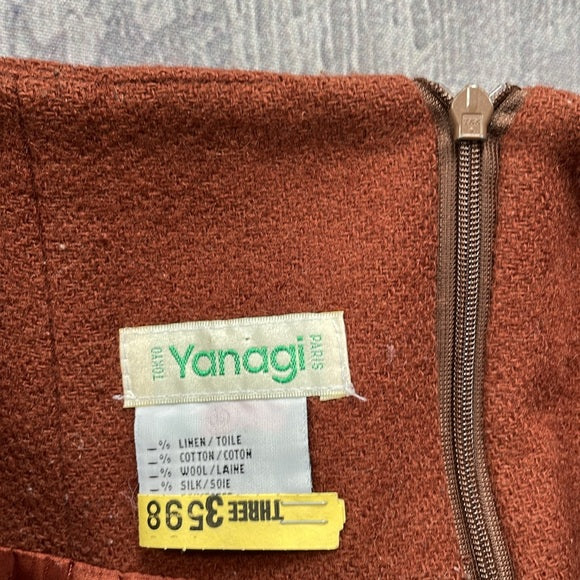 TOKYO Yanagi PARIS
_% LINEN/TOILE
_% COTTON/COTON
_% WOOL/LAINE
_% SILK/SOIE
THREE 3598